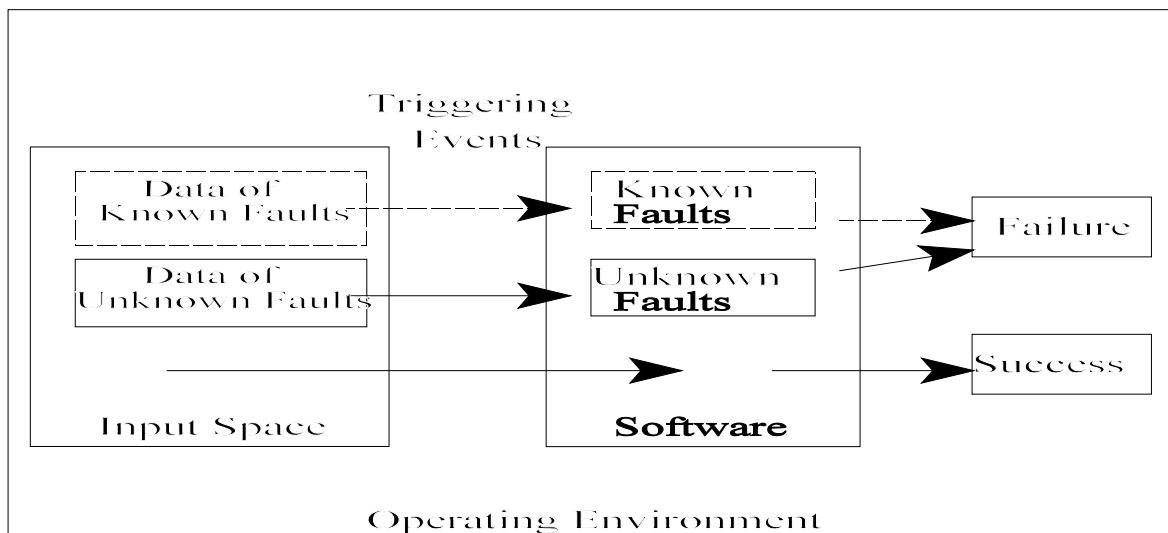 Triggering
Events
Data of
Known Faults
Known
Faults
Failure
Data of
Unknown Faults
Unknown
Faults
Success
Input Space
Software
Operating Environment